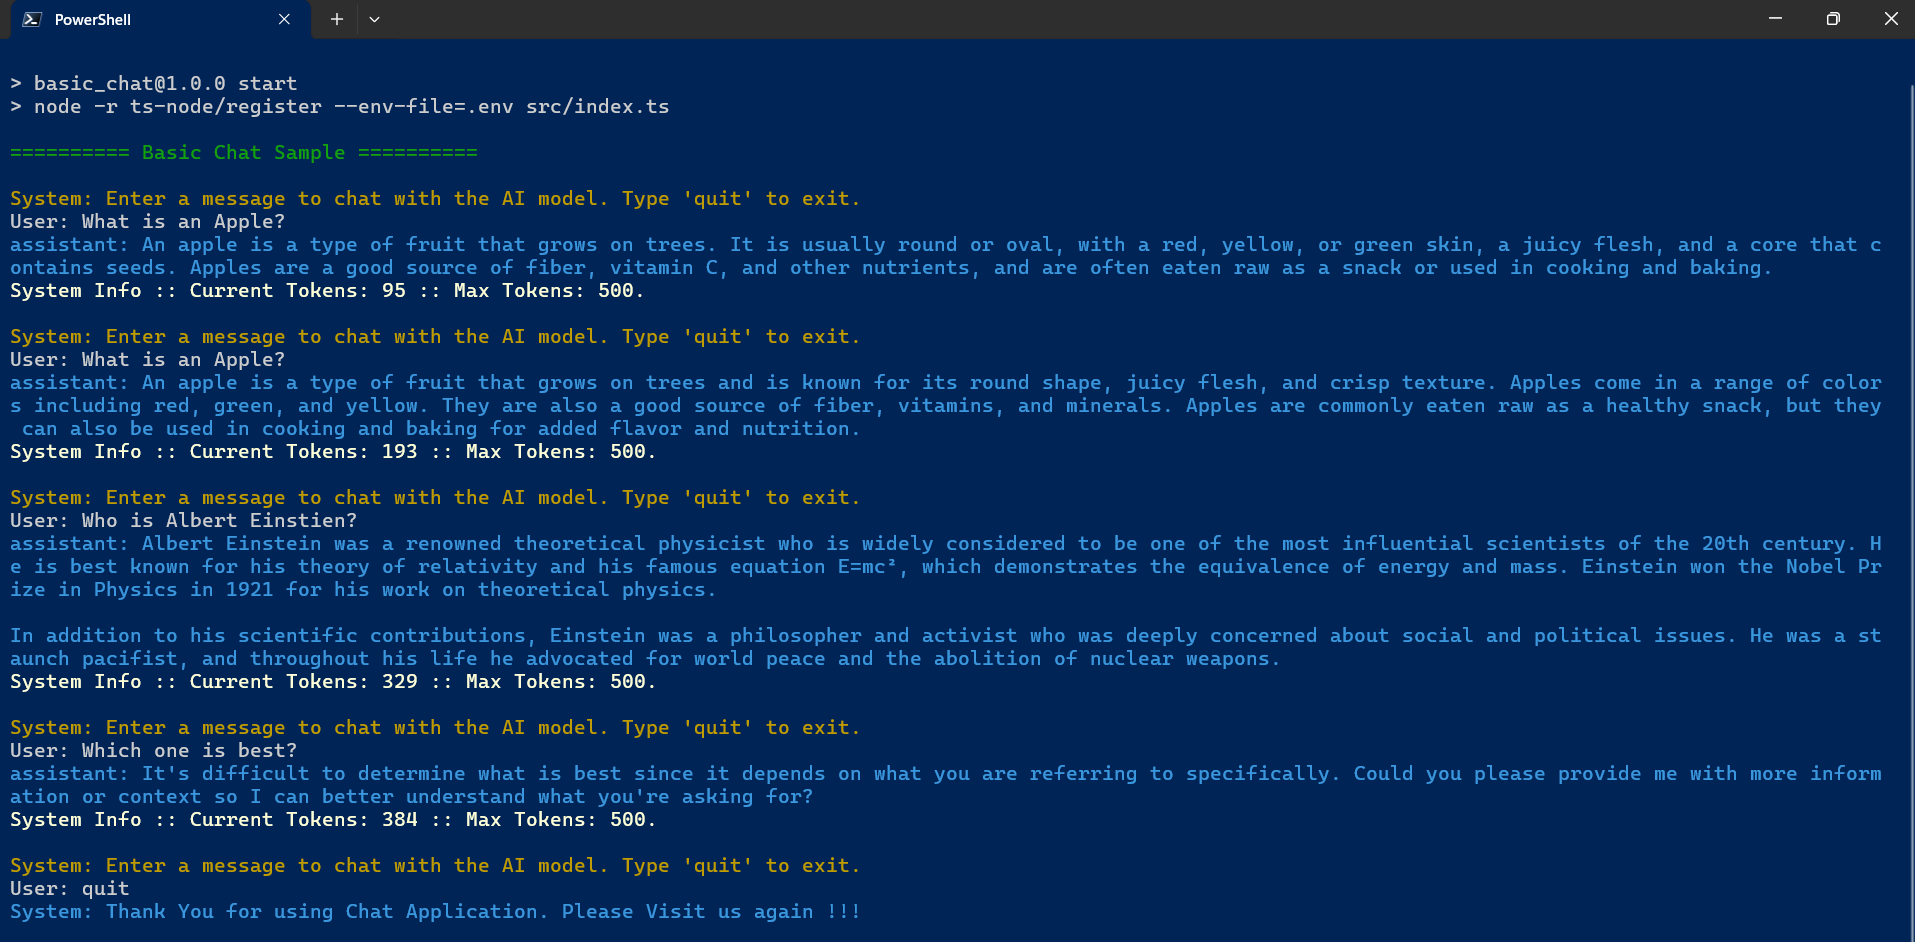 PowerShell
> basic_chat@1.0.0 start
> node -r ts-node/register --env-file=.env src/index.ts
========== Basic Chat Sample ==========
System: Enter a message to chat with the AI model. Type 'quit' to exit.
User: What is an Apple?
assistant: An apple is a type of fruit that grows on trees. It is usually round or oval, with a red, yellow, or green skin, a juicy flesh, and a core that c
ontains seeds. Apples are a good source of fiber, vitamin C, and other nutrients, and are often eaten raw as a snack or used in cooking and baking.
System Info :: Current Tokens: 95 :: Max Tokens: 500.
System: Enter a message to chat with the AI model. Type 'quit' to exit.
User: What is an Apple?
assistant: An apple is a type of fruit that grows on trees and is known for its round shape, juicy flesh, and crisp texture. Apples come in a range of color
s including red, green, and yellow. They are also a good source of fiber, vitamins, and minerals. Apples are commonly eaten raw as a healthy snack, but they
 can also be used in cooking and baking for added flavor and nutrition.
System Info :: Current Tokens: 193 :: Max Tokens: 500.
System: Enter a message to chat with the AI model. Type 'quit' to exit.
User: Who is Albert Einstien?
assistant: Albert Einstein was a renowned theoretical physicist who is widely considered to be one of the most influential scientists of the 20th century. H
e is best known for his theory of relativity and his famous equation E=mc², which demonstrates the equivalence of energy and mass. Einstein won the Nobel Pr
ize in Physics in 1921 for his work on theoretical physics.
In addition to his scientific contributions, Einstein was a philosopher and activist who was deeply concerned about social and political issues. He was a st
aunch pacifist, and throughout his life he advocated for world peace and the abolition of nuclear weapons.
System Info :: Current Tokens: 329 :: Max Tokens: 500.
System: Enter a message to chat with the AI model. Type 'quit' to exit.
User: Which one is best?
assistant: It's difficult to determine what is best since it depends on what you are referring to specifically. Could you please provide me with more inform
ation or context so I can better understand what you're asking for?
System Info :: Current Tokens: 384 :: Max Tokens: 500.
System: Enter a message to chat with the AI model. Type 'quit' to exit.
User: quit
System: Thank You for using Chat Application. Please Visit us again !!!